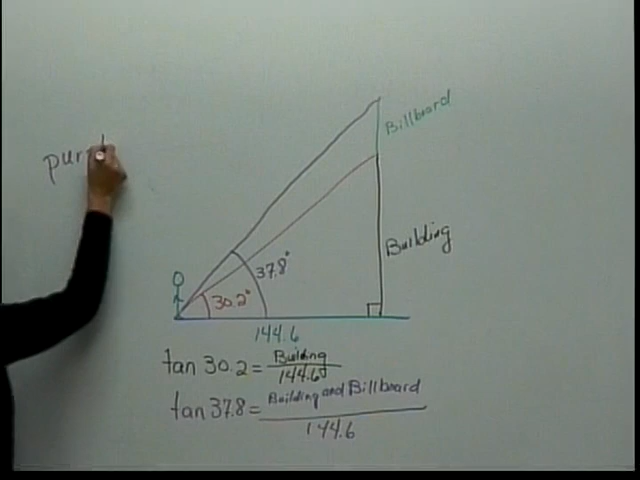 Billboard
Building
37.8°
30.2°
144.6
tan 30.2 = Building
144.6
tan 37.8 = Building and Billboard
144.6